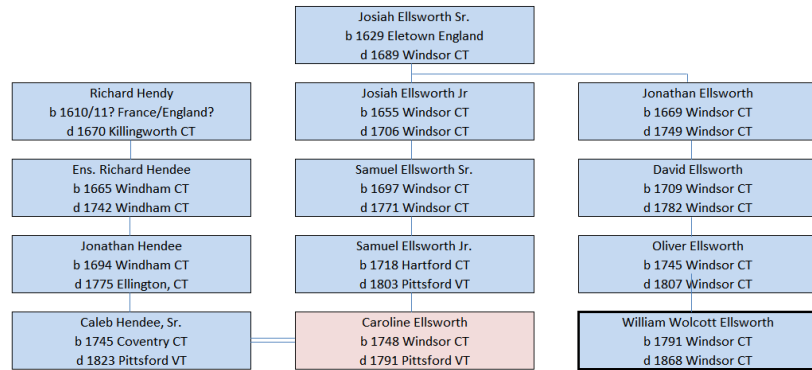 Josiah Ellsworth Sr.
b 1629 Eletown England
d 1689 Windsor CT
Richard Hendy
b 1610/11? France/England?
d 1670 Killingworth CT
Josiah Ellsworth Jr
b 1655 Windsor CT
d 1706 Windsor CT
Jonathan Ellsworth
b 1669 Windsor CT
d 1749 Windsor CT
Ens. Richard Hendee
b 1665 Windham CT
d 1742 Windham CT
Samuel Ellsworth Sr.
b 1697 Windsor CT
d 1771 Windsor CT
David Ellsworth
b 1709 Windsor CT
d 1782 Windsor CT
Jonathan Hendee
b 1694 Windham CT
d 1775 Ellington, CT
Samuel Ellsworth Jr.
b 1718 Hartford CT
d 1803 Pittsford VT
Oliver Ellsworth
b 1745 Windsor CT
d 1807 Windsor CT
Caleb Hendee, Sr.
b 1745 Coventry CT
d 1823 Pittsford VT
Caroline Ellsworth
b 1748 Windsor CT
d 1791 Pittsford VT
William Wolcott Ellsworth
b 1791 Windsor CT
d 1868 Windsor CT